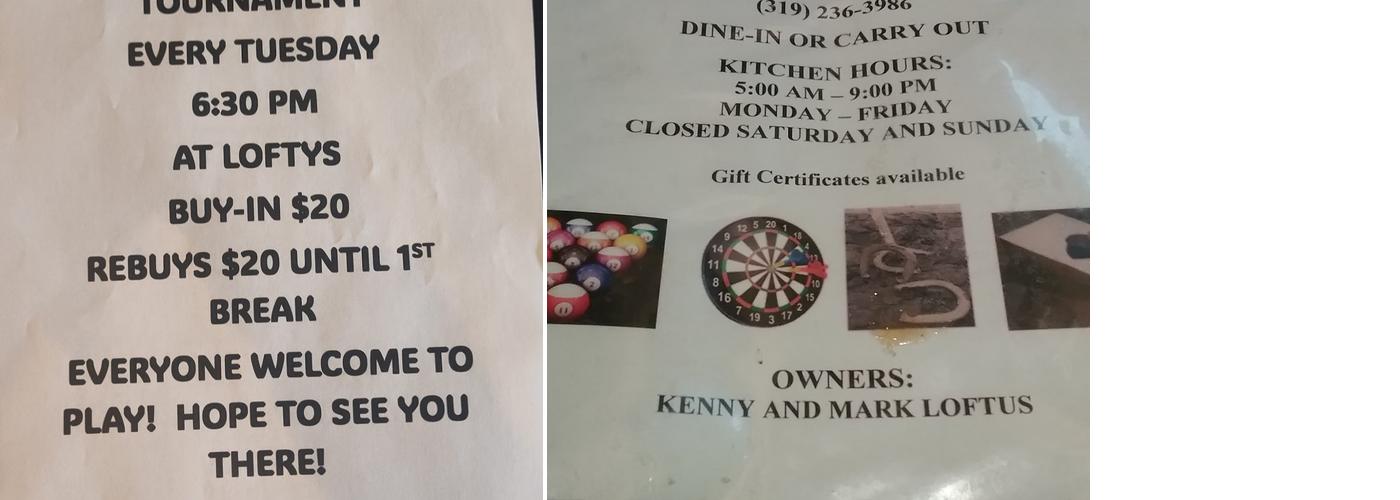 TOURNAMENT
EVERY TUESDAY
6:30 PM
AT LOFTYS
BUY-IN $20
REBUYS $20 UNTIL 1ST
BREAK
EVERYONE WELCOME TO
PLAY! HOPE TO SEE YOU
THERE!
(319) 236-3986
DINE-IN OR CARRY OUT
KITCHEN HOURS:
5:00 AM – 9:00 PM
MONDAY – FRIDAY
CLOSED SATURDAY AND SUNDAY
Gift Certificates available
OWNERS:
KENNY AND MARK LOFTUS